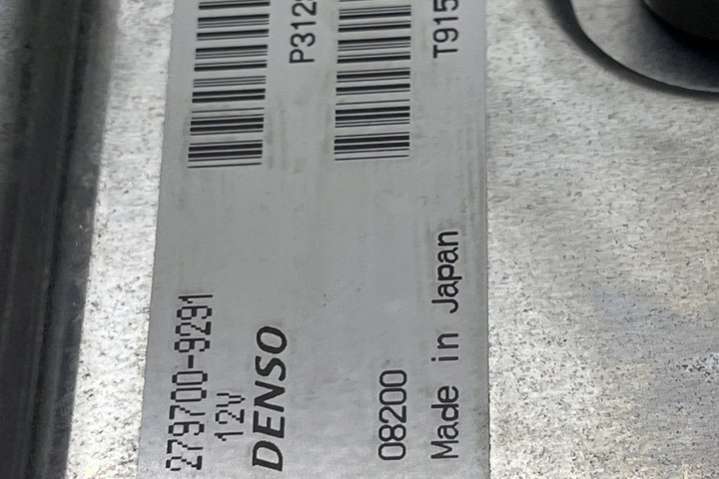 279700-9291
12V
DENSO
P312
08200
Made in Japan
T915